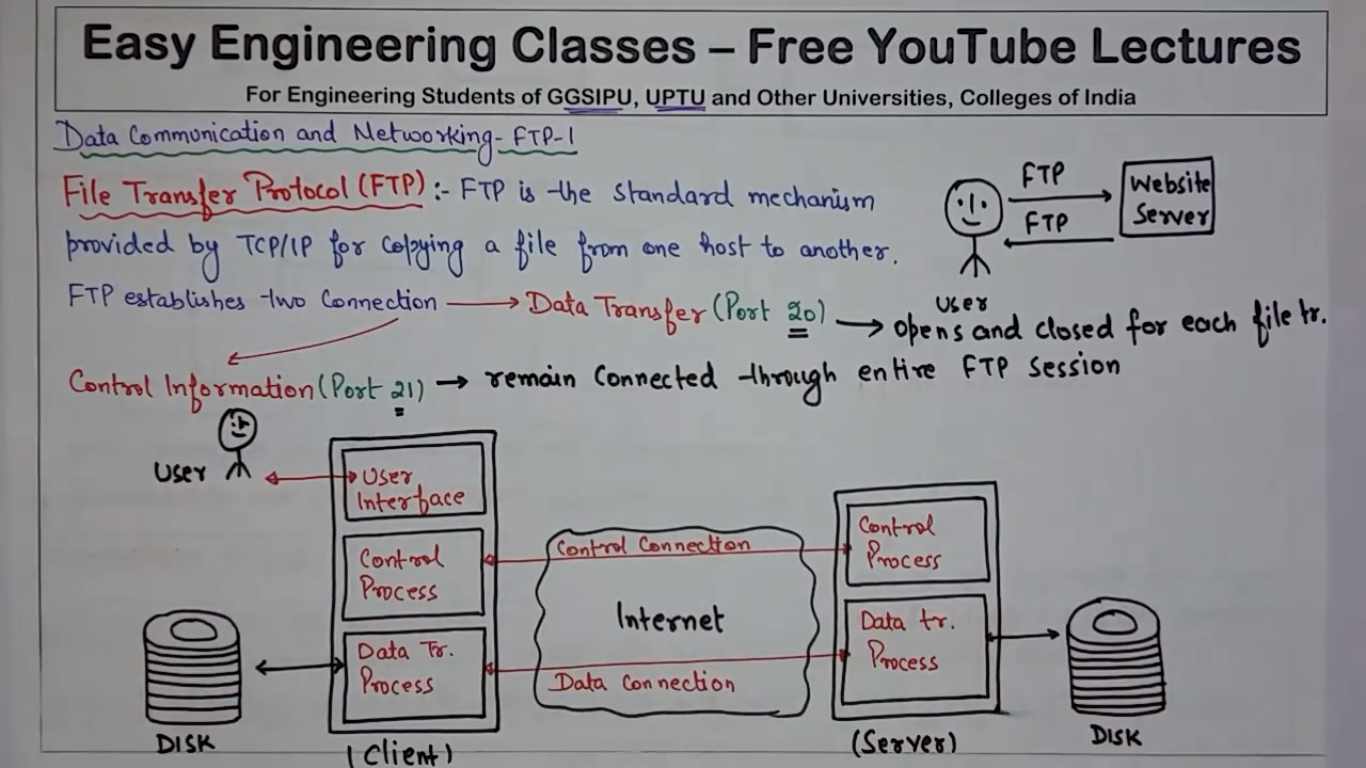 Easy Engineering Classes – Free YouTube Lectures
For Engineering Students of GGSIPU, UPTU and Other Universities, Colleges of India
Data Communication and Networking- FTP-1
File Transfer Protocol (FTP) :- FTP is the standard mechanism
provided by TCP/IP for copying a file from one host to another.
FTP
FTP
Website
Server
User
FTP establishes two Connection → Data Transfer (Port 20) → opens and closed for each file tr.
Control Information (Port 21) → remain connected through entire FTP session
User
User
Interface
Control
Process
Data Tr.
Process
DISK
(Client)
Control Connection
Internet
Data Connection
Control
Process
Data tr.
Process
(Server)
DISK